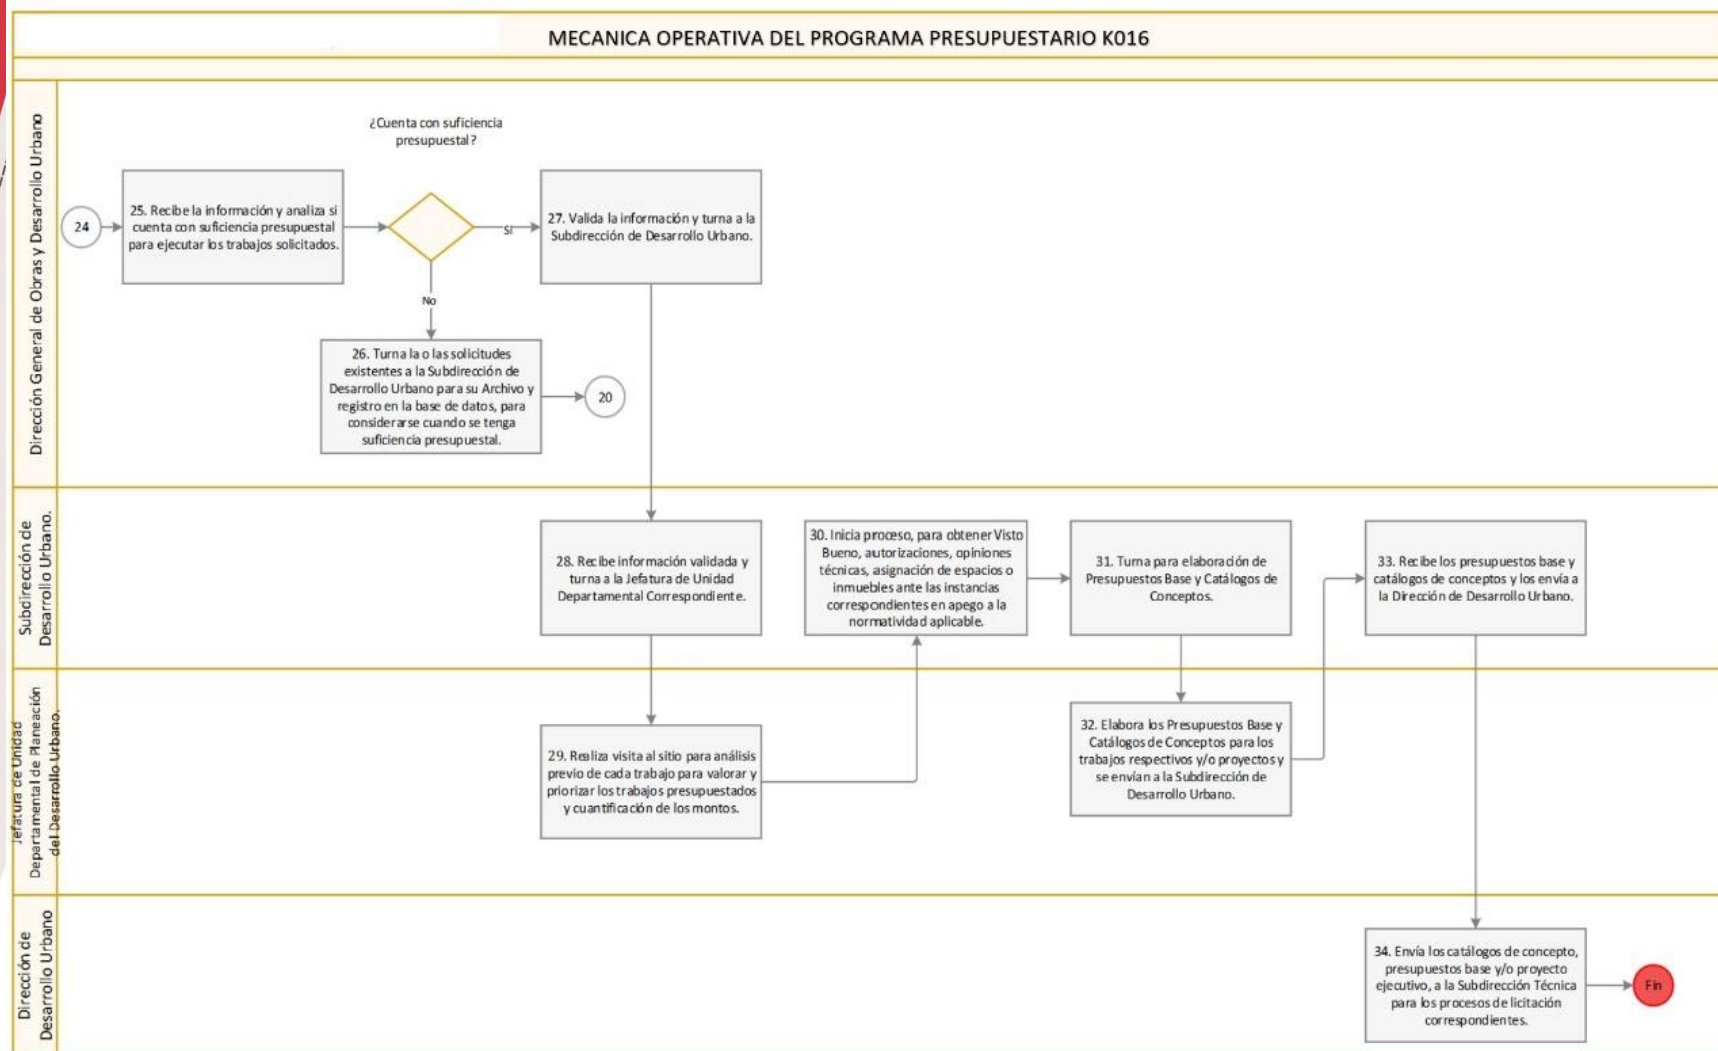 MECANICA OPERATIVA DEL PROGRAMA PRESUPUESTARIO K016
Dirección General de Obras y Desarrollo Urbano
¿Cuenta con suficiencia
presupuestal?
24
25. Recibe la información y analiza si
cuenta con suficiencia presupuestal
para ejecutar los trabajos solicitados.
SI
27. Valida la información y turna a la
Subdirección de Desarrollo Urbano.
No
26. Turna la o las solicitudes
existentes a la Subdirección de
Desarrollo Urbano para su Archivo y
registro en la base de datos, para
considerarse cuando se tenga
suficiencia presupuestal.
20
Subdirección de
Desarrollo Urbano.
28. Recibe información validada y
turna a la Jefatura de Unidad
Departamental Correspondiente.
30. Inicia proceso, para obtener Visto
Bueno, autorizaciones, opiniones
técnicas, asignación de espacios o
inmuebles ante las instancias
correspondientes en apego a la
normatividad aplicable.
31. Turna para elaboración de
Presupuestos Base y Catálogos de
Conceptos.
33. Recibe los presupuestos base y
catálogos de conceptos y los envía a
la Dirección de Desarrollo Urbano.
Jefatura de Unidad
Departamental de Planeación
del Desarrollo Urbano.
29. Realiza visita al sitio para análisis
previo de cada trabajo para valorar y
priorizar los trabajos presupuestados
y cuantificación de los montos.
32. Elabora los Presupuestos Base y
Catálogos de Conceptos para los
trabajos respectivos y/o proyectos y
se envían a la Subdirección de
Desarrollo Urbano.
Dirección de
Desarrollo Urbano
34. Envía los catálogos de concepto,
presupuestos base y/o proyecto
ejecutivo, a la Subdirección Técnica
para los procesos de licitación
correspondientes.
Fin